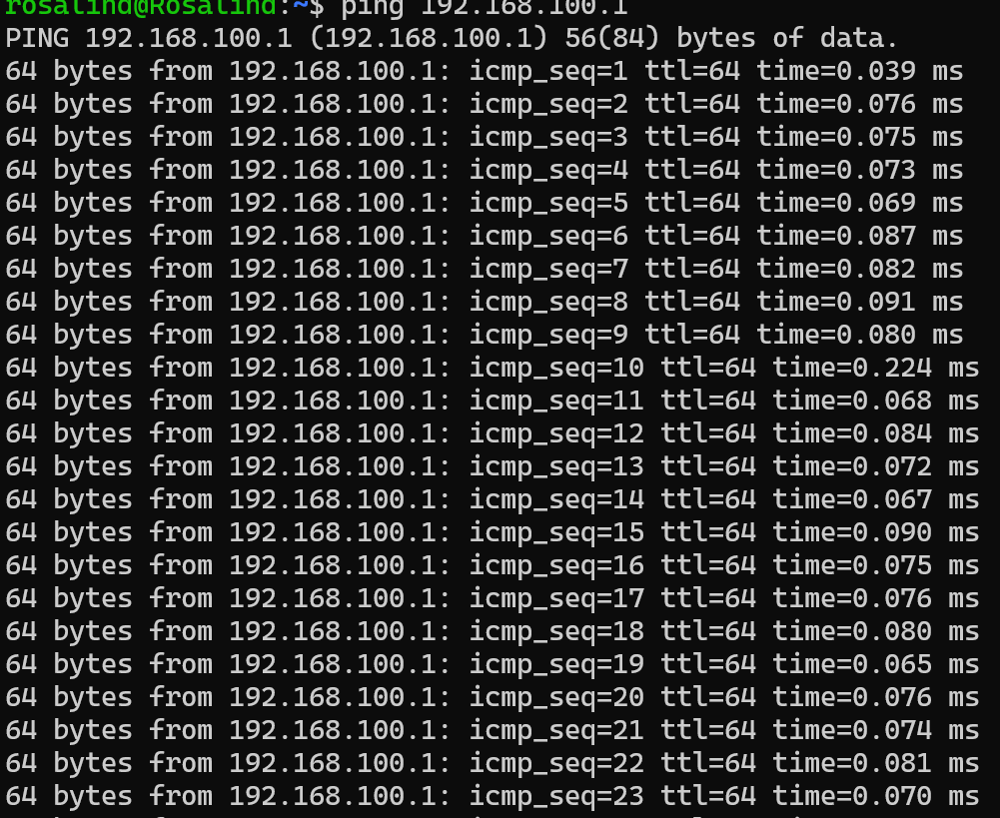 rosalind@Rosalind:~$ ping 192.168.100.1
PING 192.168.100.1 (192.168.100.1) 56(84) bytes of data.
64 bytes from 192.168.100.1: icmp_seq=1 ttl=64 time=0.039 ms
64 bytes from 192.168.100.1: icmp_seq=2 ttl=64 time=0.076 ms
64 bytes from 192.168.100.1: icmp_seq=3 ttl=64 time=0.075 ms
64 bytes from 192.168.100.1: icmp_seq=4 ttl=64 time=0.073 ms
64 bytes from 192.168.100.1: icmp_seq=5 ttl=64 time=0.069 ms
64 bytes from 192.168.100.1: icmp_seq=6 ttl=64 time=0.087 ms
64 bytes from 192.168.100.1: icmp_seq=7 ttl=64 time=0.082 ms
64 bytes from 192.168.100.1: icmp_seq=8 ttl=64 time=0.091 ms
64 bytes from 192.168.100.1: icmp_seq=9 ttl=64 time=0.080 ms
64 bytes from 192.168.100.1: icmp_seq=10 ttl=64 time=0.224 ms
64 bytes from 192.168.100.1: icmp_seq=11 ttl=64 time=0.068 ms
64 bytes from 192.168.100.1: icmp_seq=12 ttl=64 time=0.084 ms
64 bytes from 192.168.100.1: icmp_seq=13 ttl=64 time=0.072 ms
64 bytes from 192.168.100.1: icmp_seq=14 ttl=64 time=0.067 ms
64 bytes from 192.168.100.1: icmp_seq=15 ttl=64 time=0.090 ms
64 bytes from 192.168.100.1: icmp_seq=16 ttl=64 time=0.075 ms
64 bytes from 192.168.100.1: icmp_seq=17 ttl=64 time=0.076 ms
64 bytes from 192.168.100.1: icmp_seq=18 ttl=64 time=0.080 ms
64 bytes from 192.168.100.1: icmp_seq=19 ttl=64 time=0.065 ms
64 bytes from 192.168.100.1: icmp_seq=20 ttl=64 time=0.076 ms
64 bytes from 192.168.100.1: icmp_seq=21 ttl=64 time=0.074 ms
64 bytes from 192.168.100.1: icmp_seq=22 ttl=64 time=0.081 ms
64 bytes from 192.168.100.1: icmp_seq=23 ttl=64 time=0.070 ms